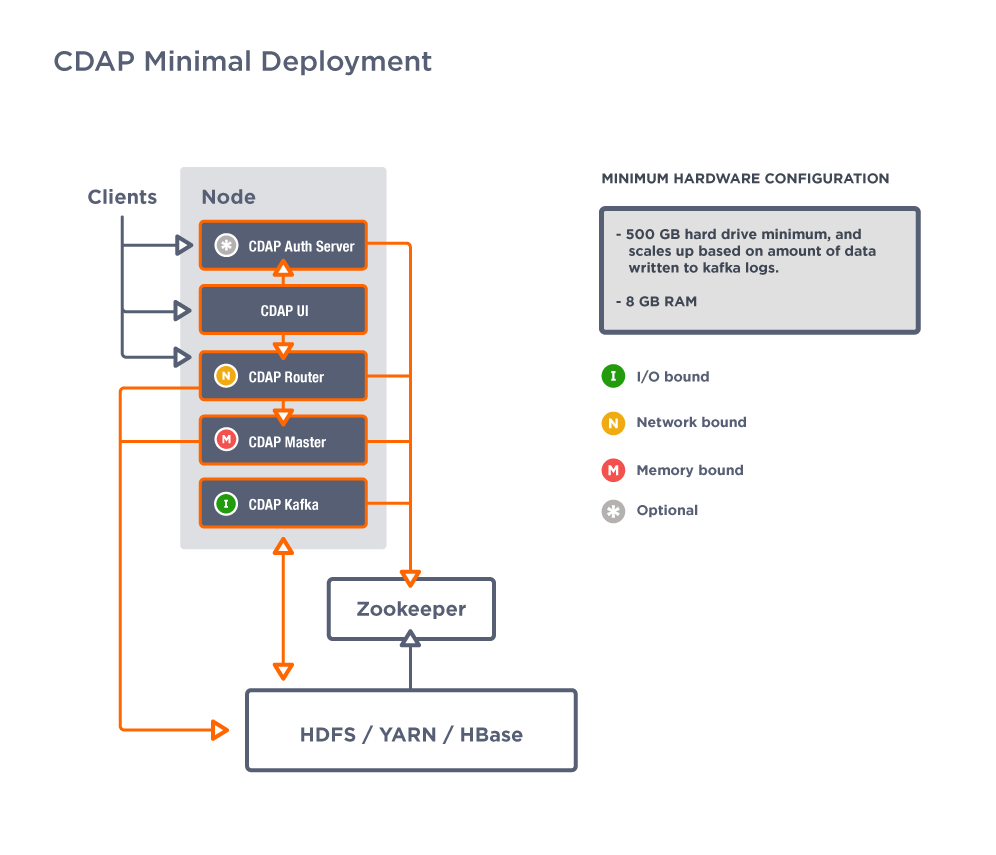 CDAP Minimal Deployment
Clients
Node
* CDAP Auth Server
CDAP UI
N CDAP Router
M CDAP Master
I CDAP Kafka
Zookeeper
HDFS / YARN / HBase
MINIMUM HARDWARE CONFIGURATION
- 500 GB hard drive minimum, and
scales up based on amount of data
written to kafka logs.
- 8 GB RAM
I I/O bound
N Network bound
M Memory bound
* Optional